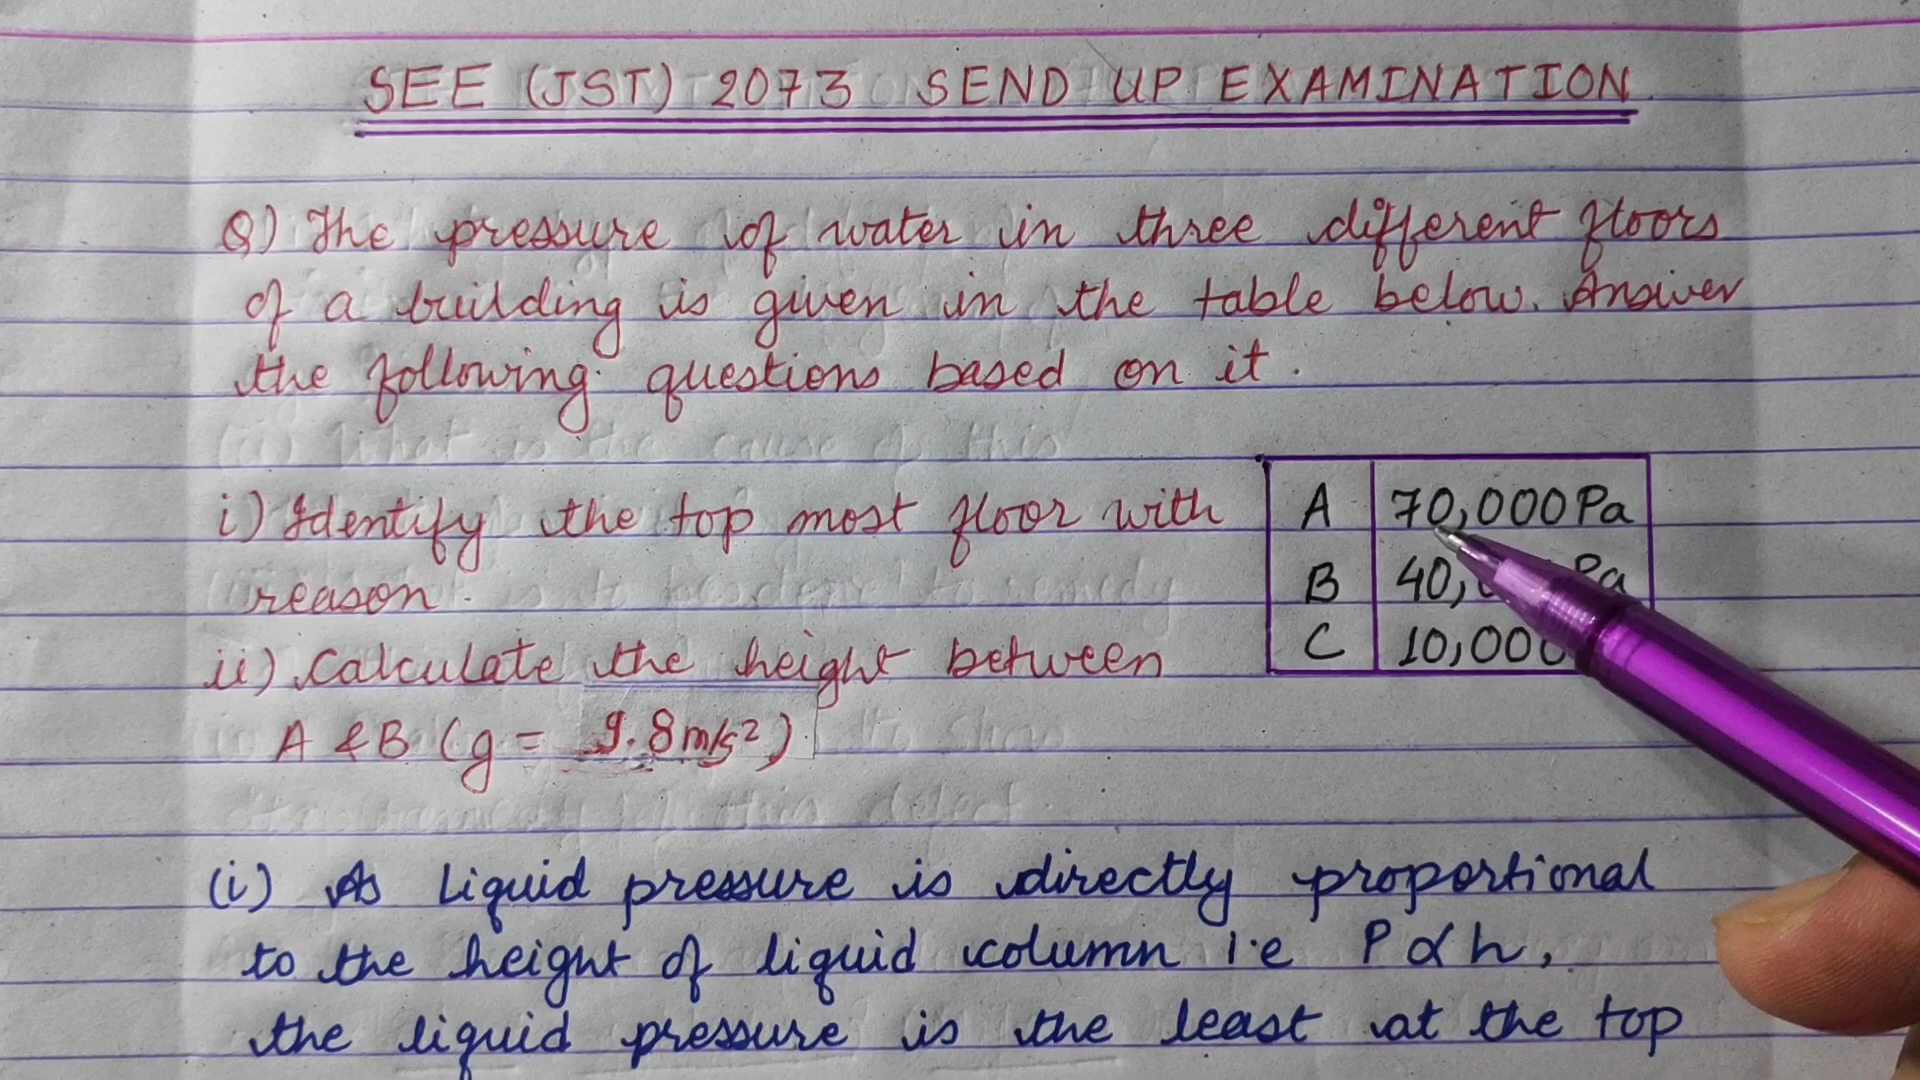 SEE (JST) 2073 SEND UP EXAMINATION
Q) The pressure of water in three different floors
of a building is given in the table below. Answer
the following questions based on it.
i) Identify the top most floor with
reason.
ii) Calculate the height between
A & B (g = 9.8m/s²)
A 70,000Pa
B 40, Pa
C 10,000
(i) As liquid pressure is directly proportional
to the height of liquid column i.e P ∝ h,
the liquid pressure is the least at the top